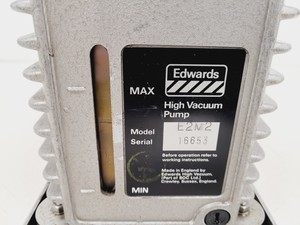 Edwards
MAX
High Vacuum
Pump
Model E2M2
Serial 16653
Before operation refer to
working instructions.
Made in England by
Edwards High Vacuum,
(Part of BOC Ltd.)
Crawley, Sussex, England.
MIN